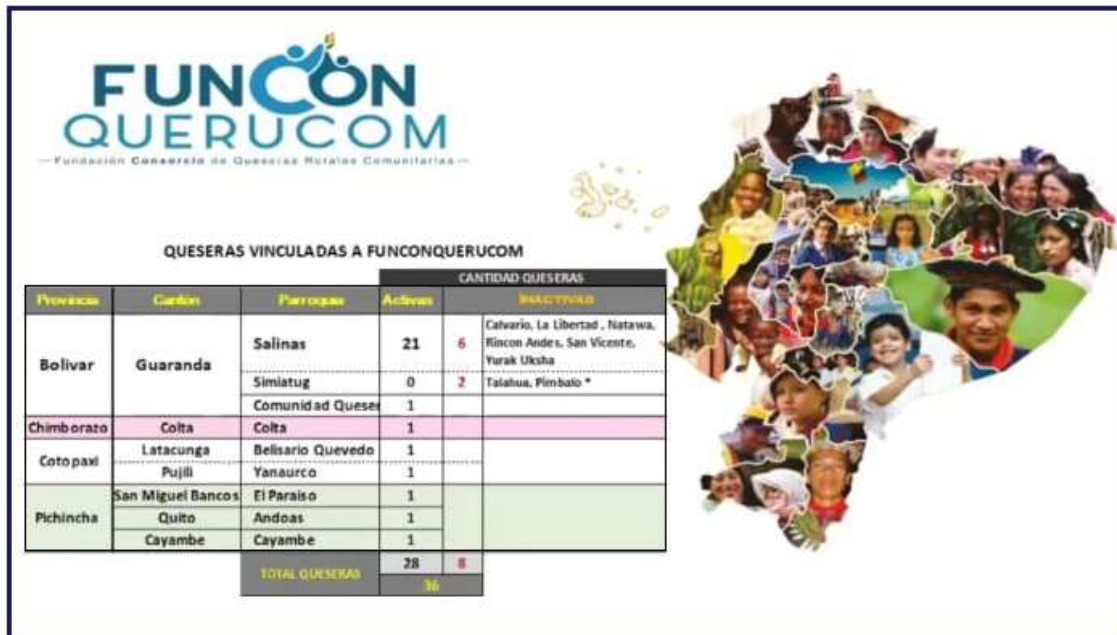 FUNCON
QUERUCOM
Fundación Consorcio de Queseras Rurales Comunitarias
QUESERAS VINCULADAS A FUNCONQUERUCOM
CANTIDAD QUESERAS
Provincia Cantón Parroquia Activas INACTIVAS
Bolivar Guaranda Salinas 21 6 Calvario, La Libertad , Natawa,
Rincon Andes, San Vicente,
Yurak Uksha
Simiatug 0 2 Talahua, Pimbalo *
Comunidad Queser 1
Chimborazo Colta Colta 1
Cotopaxi Latacunga Belisario Quevedo 1
Pujili Yanaurco 1
Pichincha San Miguel Bancos El Paraiso 1
Quito Andoas 1
Cayambe Cayambe 1
TOTAL QUESERAS 28 8
36